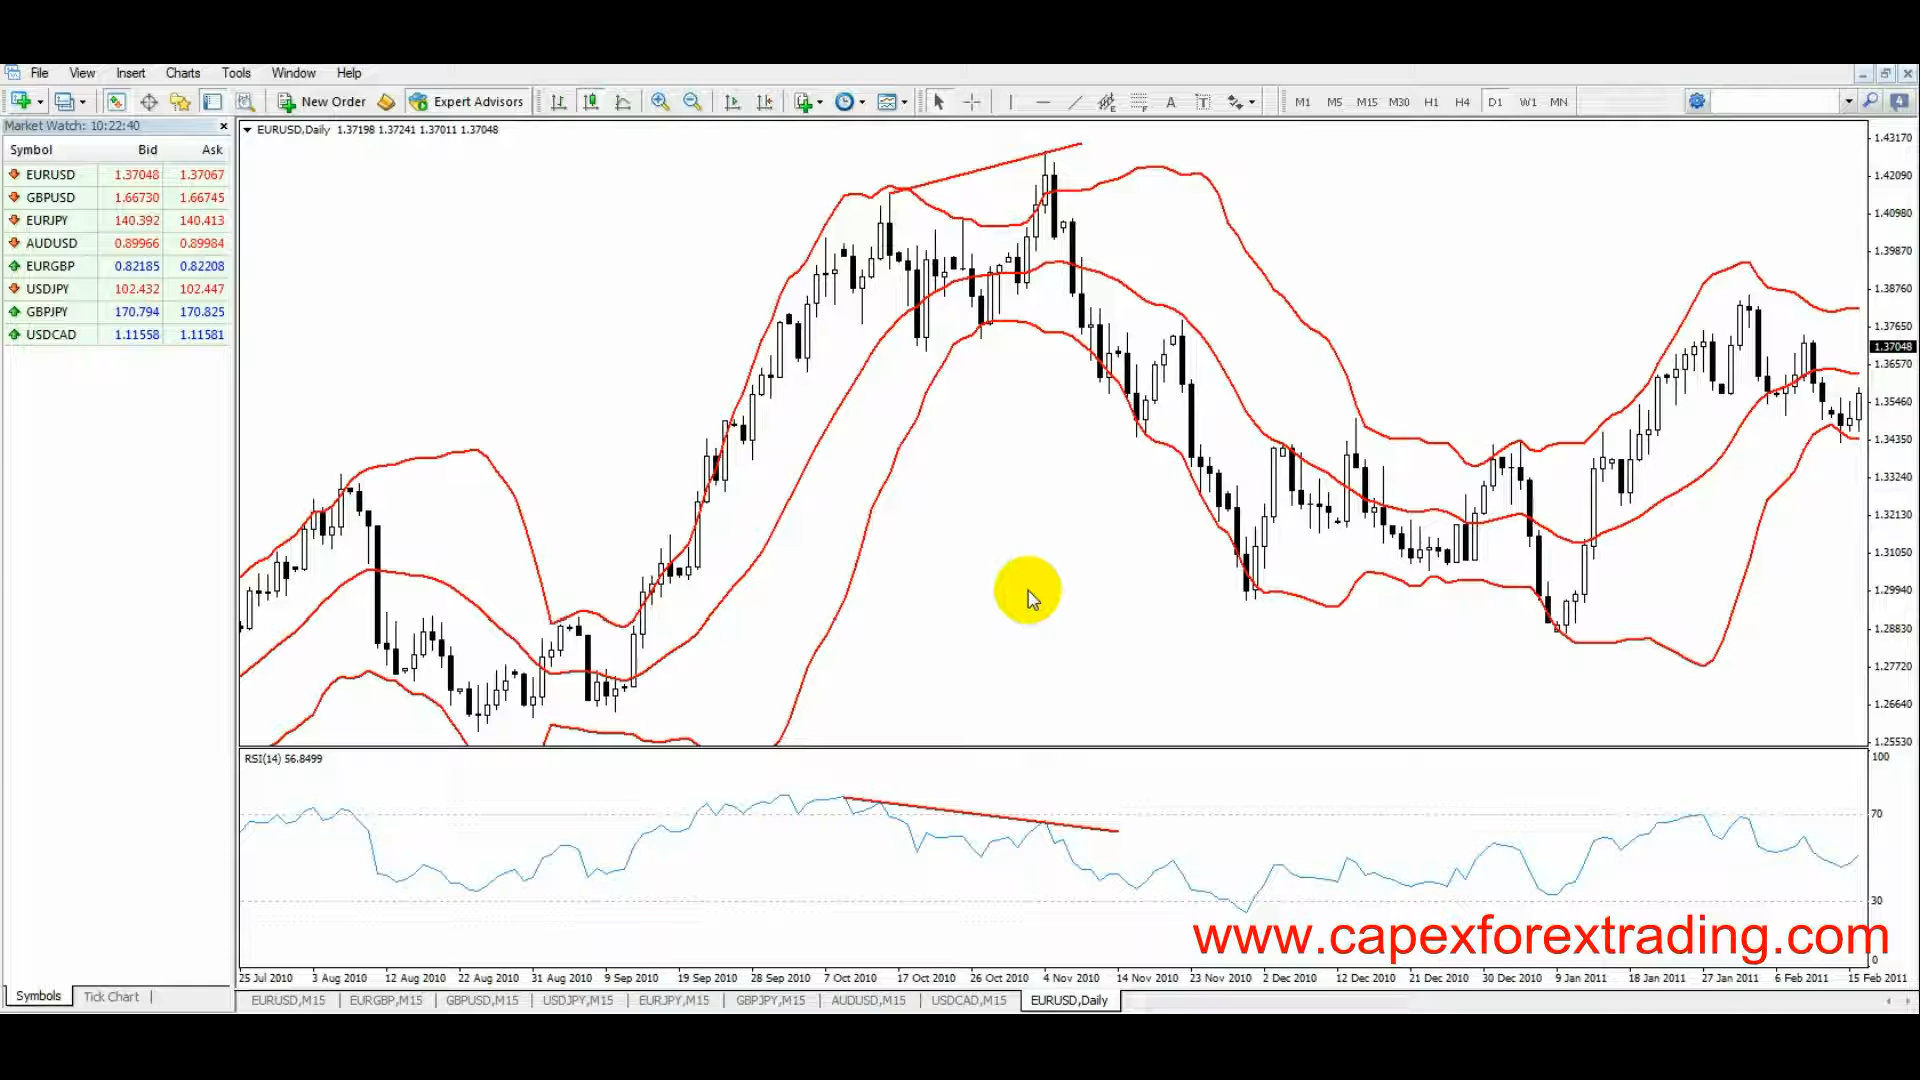 File View Insert Charts Tools Window Help
New Order Expert Advisors A T M1 M5 M15 M30 H1 H4 D1 W1 MN 4
Market Watch: 10:22:40
Symbol Bid Ask
EURUSD 1.37048 1.37067
GBPUSD 1.66730 1.66745
EURJPY 140.392 140.413
AUDUSD 0.89966 0.89984
EURGBP 0.82185 0.82208
USDJPY 102.432 102.447
GBPJPY 170.794 170.825
USDCAD 1.11558 1.11581
Symbols Tick Chart
EURUSD,Daily 1.37198 1.37241 1.37011 1.37048
1.43170
1.42090
1.40980
1.39870
1.38760
1.37650
1.37048
1.36570
1.35460
1.34350
1.33240
1.32130
1.31050
1.29940
1.28830
1.27720
1.26640
1.25530
RSI(14) 56.8499
100
70
30
0
www.capexforextrading.com
25 Jul 2010 3 Aug 2010 12 Aug 2010 22 Aug 2010 31 Aug 2010 9 Sep 2010 19 Sep 2010 28 Sep 2010 7 Oct 2010 17 Oct 2010 26 Oct 2010 4 Nov 2010 14 Nov 2010 23 Nov 2010 2 Dec 2010 12 Dec 2010 21 Dec 2010 30 Dec 2010 9 Jan 2011 18 Jan 2011 27 Jan 2011 6 Feb 2011 15 Feb 2011
EURUSD,M15 EURGBP,M15 GBPUSD,M15 USDJPY,M15 EURJPY,M15 GBPJPY,M15 AUDUSD,M15 USDCAD,M15 EURUSD,Daily